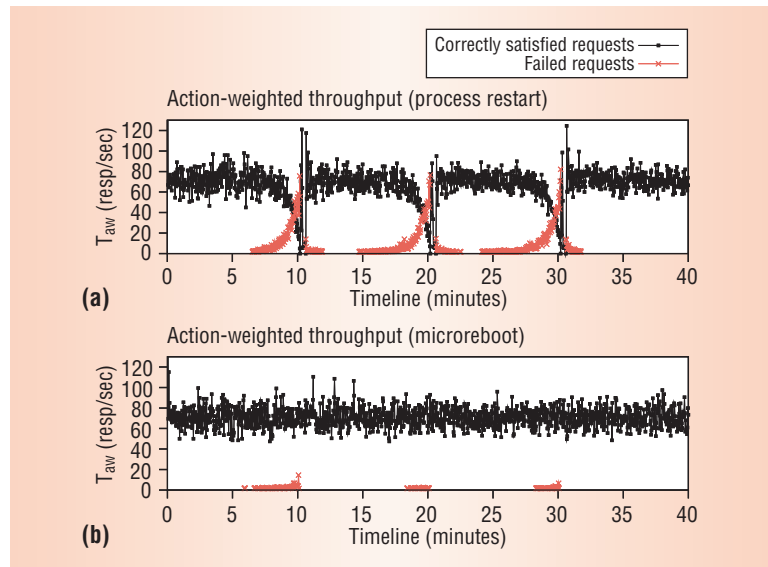 Correctly satisfied requests
Failed requests
Action-weighted throughput (process restart)
T_aw (resp/sec)
120
100
80
60
40
20
0
0 5 10 15 20 25 30 35 40
(a)
Timeline (minutes)
Action-weighted throughput (microreboot)
T_aw (resp/sec)
120
100
80
60
40
20
0
0 5 10 15 20 25 30 35 40
(b)
Timeline (minutes)